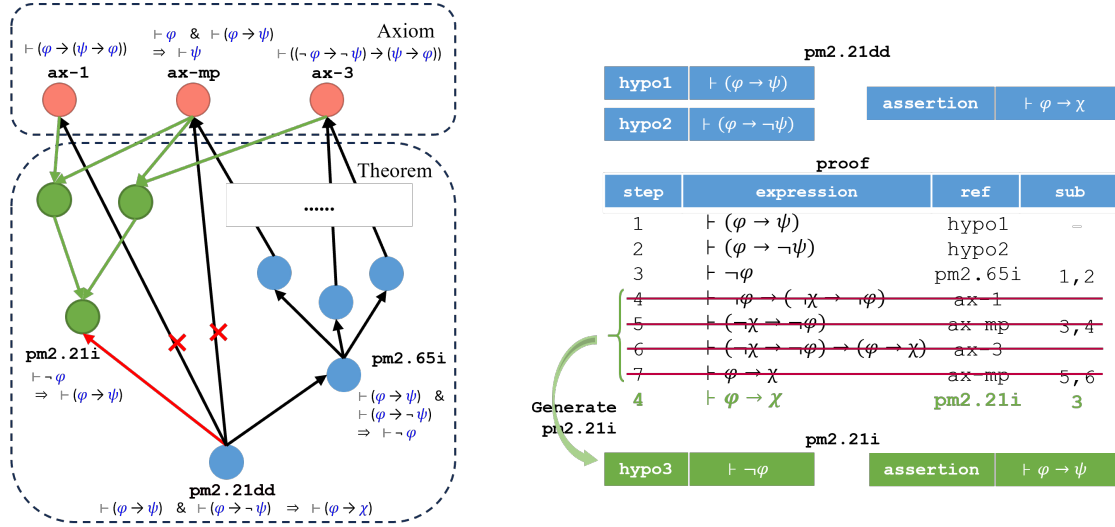 Axiom
⊢ φ & ⊢ (φ → ψ)
⊢ (φ → (ψ → φ))
⇒ ⊢ ψ
⊢ ((¬ φ → ¬ ψ) → (ψ → φ))
ax-1
ax-mp
ax-3
Theorem
......
pm2.21i
⊢ ¬ φ
⇒ ⊢ (φ → ψ)
pm2.65i
⊢ (φ → ψ) &
⊢ (φ → ¬ ψ)
⇒ ⊢ ¬ φ
pm2.21dd
⊢ (φ → ψ) & ⊢ (φ → ¬ ψ) ⇒ ⊢ (φ → χ)
pm2.21dd
hypo1 ⊢ (φ → ψ)
assertion ⊢ φ → χ
hypo2 ⊢ (φ → ¬ψ)
proof
step expression ref sub
1 ⊢ (φ → ψ) hypo1 –
2 ⊢ (φ → ¬ψ) hypo2
3 ⊢ ¬φ pm2.65i 1,2
4 ⊢ ¬φ → (¬χ → ¬φ) ax-1
5 ⊢ (¬χ → ¬φ) ax-mp 3,4
6 ⊢ (¬χ → ¬φ) → (φ → χ) ax-3
7 ⊢ φ → χ ax-mp 5,6
4 ⊢ φ → χ pm2.21i 3
Generate
pm2.21i
pm2.21i
hypo3 ⊢ ¬φ assertion ⊢ φ → ψ